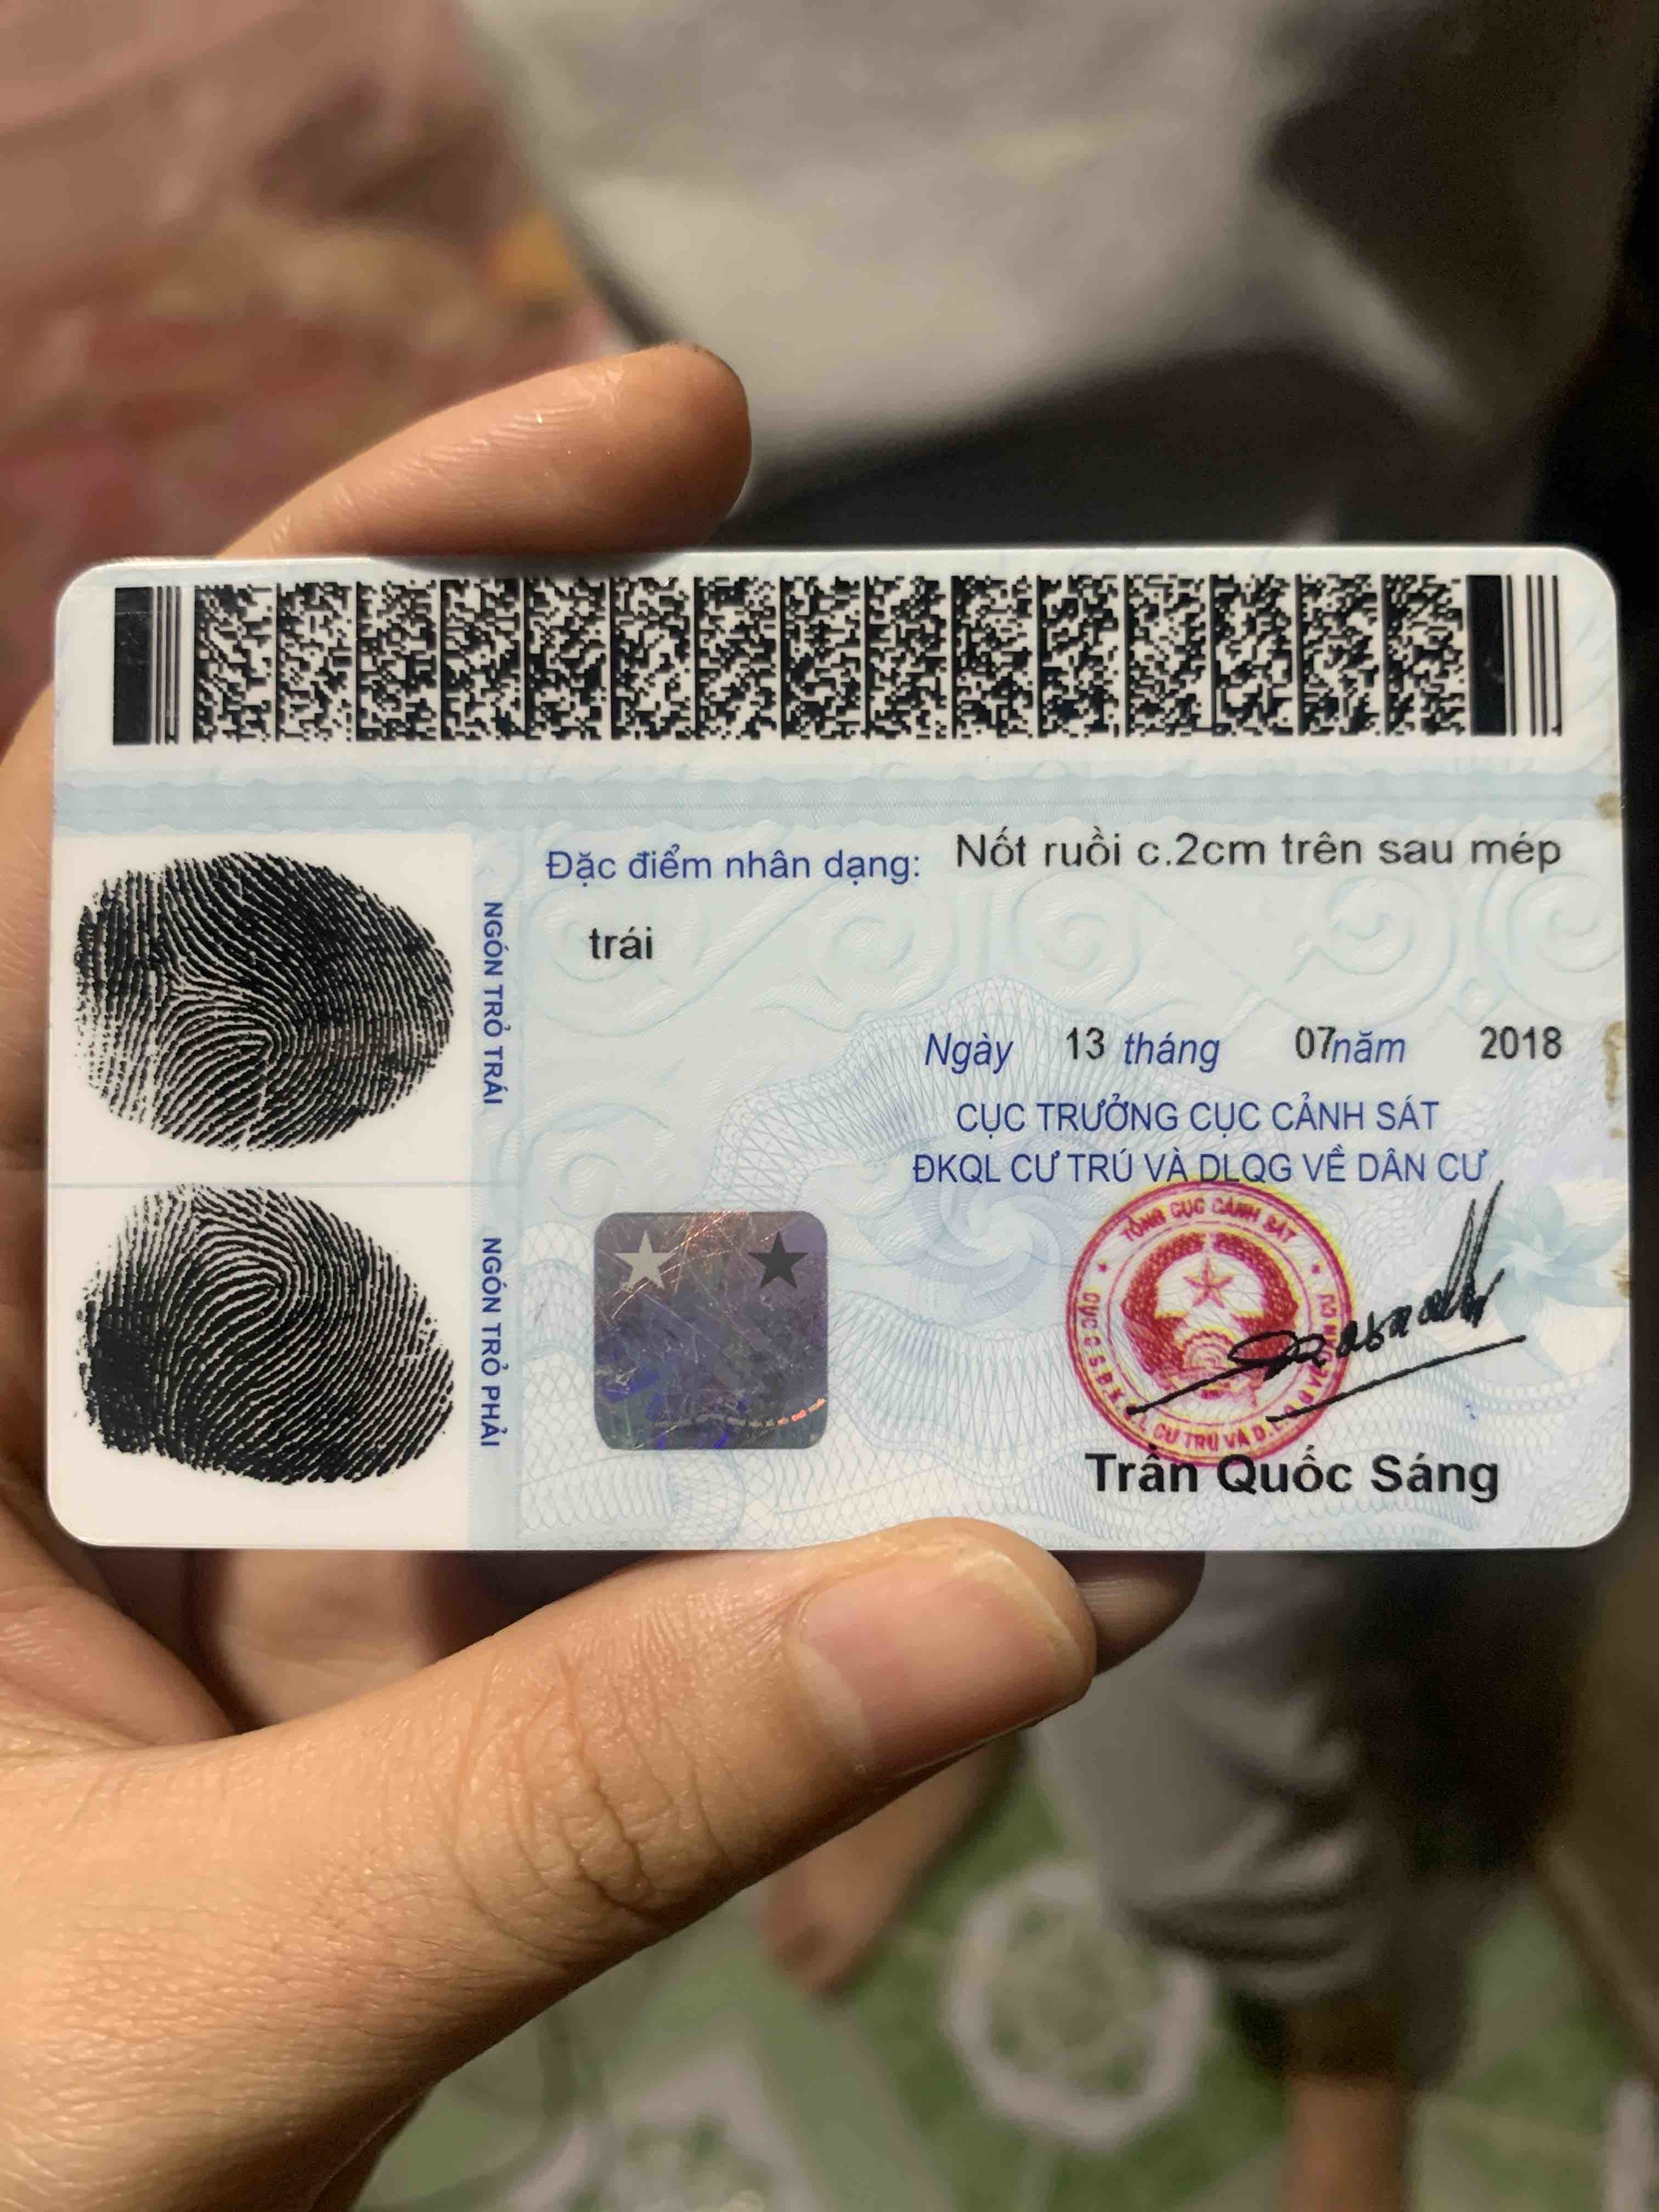 Đặc điểm nhân dạng: Nốt ruồi c.2cm trên sau mép
trái
NGÓN TRỎ TRÁI
Ngày 13 tháng 07năm 2018
CỤC TRƯỞNG CỤC CẢNH SÁT
ĐKQL CƯ TRÚ VÀ DLQG VỀ DÂN CƯ
NGÓN TRỎ PHẢI
TỔNG CỤC CẢNH SÁT
Trần Quốc Sáng